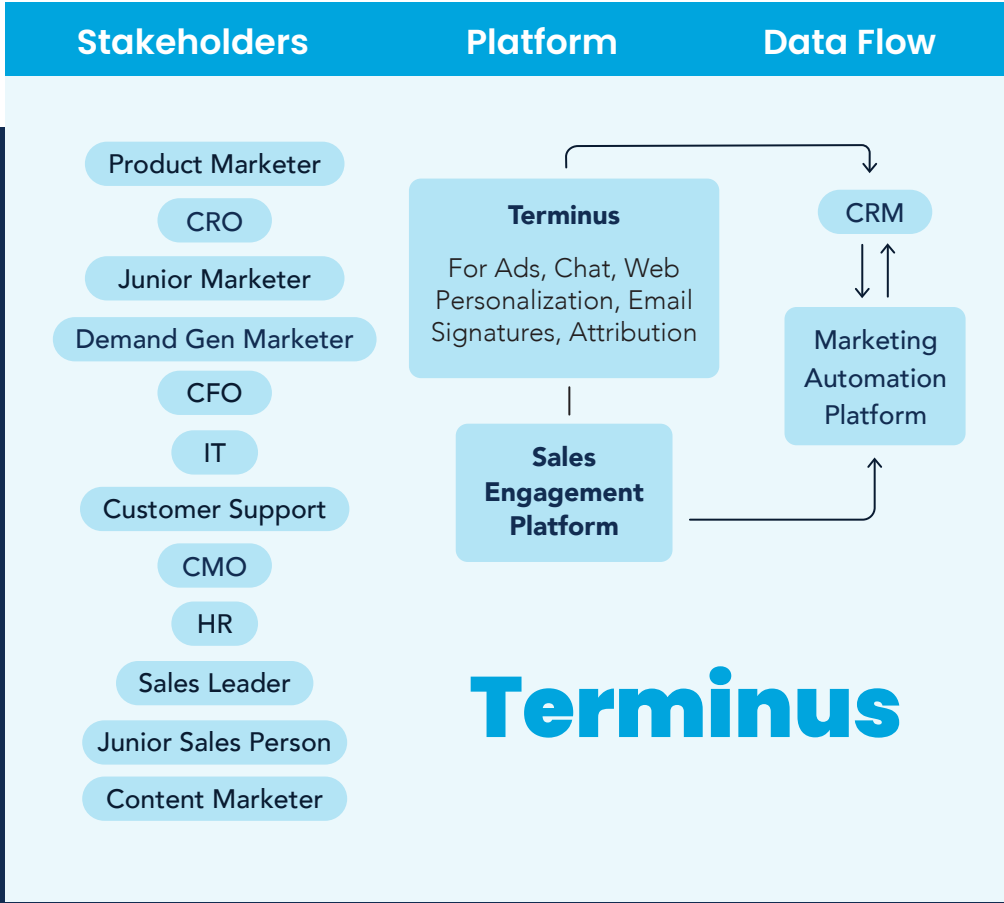 Stakeholders
Platform
Data Flow
Product Marketer
CRO
Junior Marketer
Demand Gen Marketer
CFO
IT
Customer Support
CMO
HR
Sales Leader
Junior Sales Person
Content Marketer
Terminus
For Ads, Chat, Web
Personalization, Email
Signatures, Attribution
Sales
Engagement
Platform
CRM
Marketing
Automation
Platform
Terminus